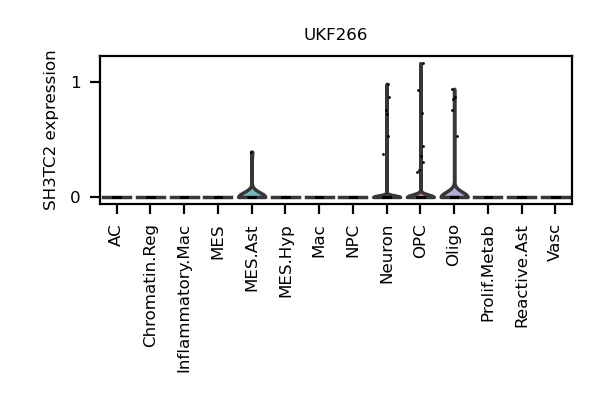 UKF266
SH3TC2 expression
1
0
AC
Chromatin.Reg
Inflammatory.Mac
MES
MES.Ast
MES.Hyp
Mac
NPC
Neuron
OPC
Oligo
Prolif.Metab
Reactive.Ast
Vasc